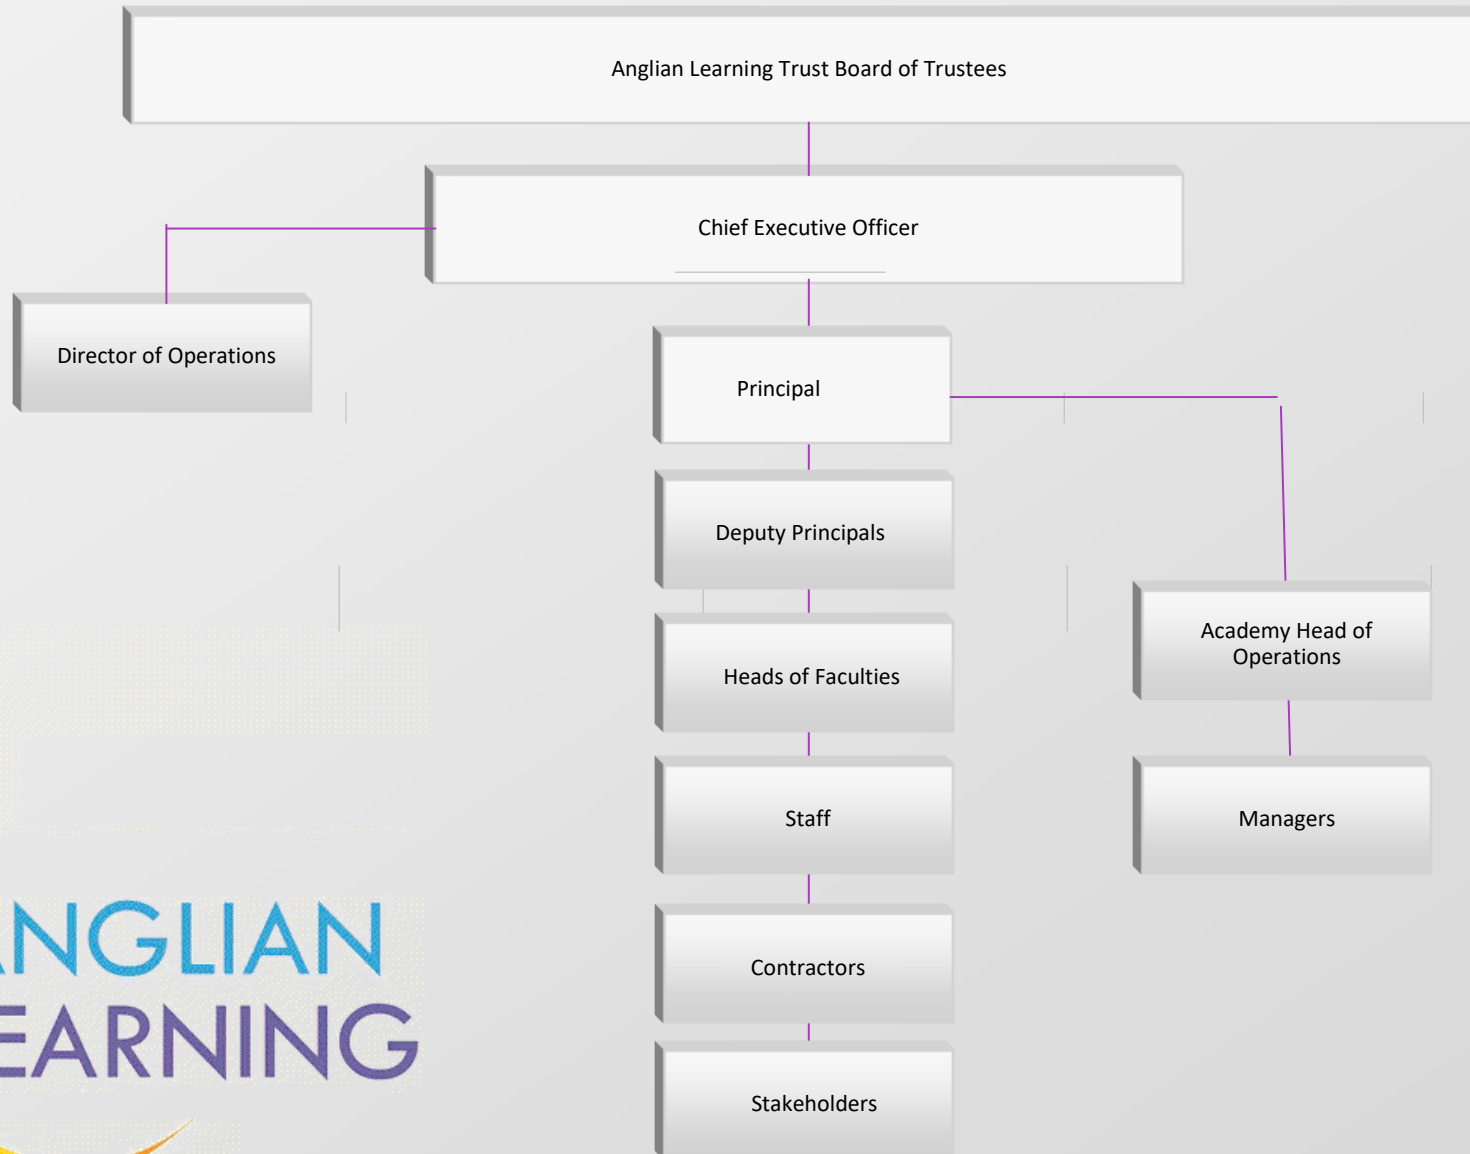 Anglian Learning Trust Board of Trustees
Chief Executive Officer
Director of Operations
Principal
Deputy Principals
Academy Head of
Operations
Heads of Faculties
Staff
Managers
Contractors
Stakeholders
ANGLIAN
EARNING